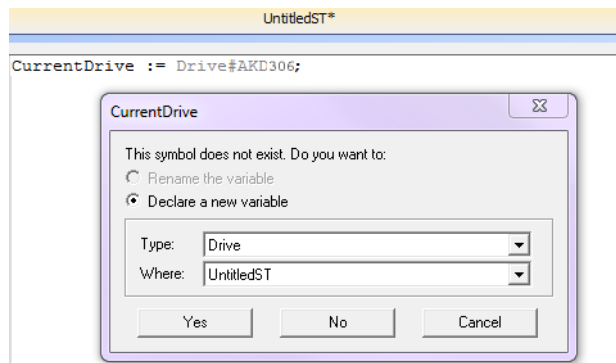 UntitledST*
CurrentDrive := Drive#AKD306;
CurrentDrive
This symbol does not exist. Do you want to:
Rename the variable
Declare a new variable
Type: Drive
Where: UntitledST
Yes No Cancel